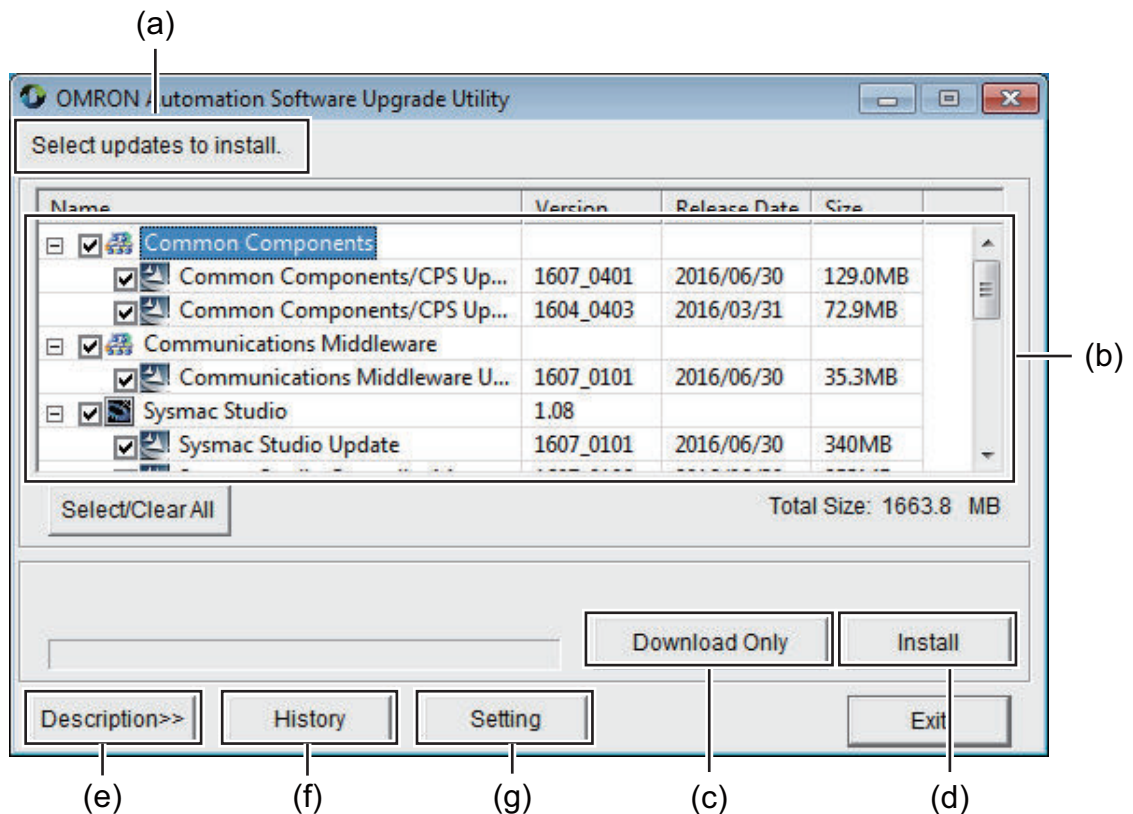 (a)
OMRON Automation Software Upgrade Utility
Select updates to install.
Name Version Release Date Size
Common Components
Common Components/CPS Up... 1607_0401 2016/06/30 129.0MB
Common Components/CPS Up... 1604_0403 2016/03/31 72.9MB
Communications Middleware
(b)
Communications Middleware U... 1607_0101 2016/06/30 35.3MB
Sysmac Studio 1.08
Sysmac Studio Update 1607_0101 2016/06/30 340MB
Select/Clear All Total Size: 1663.8 MB
Download Only Install
Description>> History Setting Exit
(e) (f) (g) (c) (d)